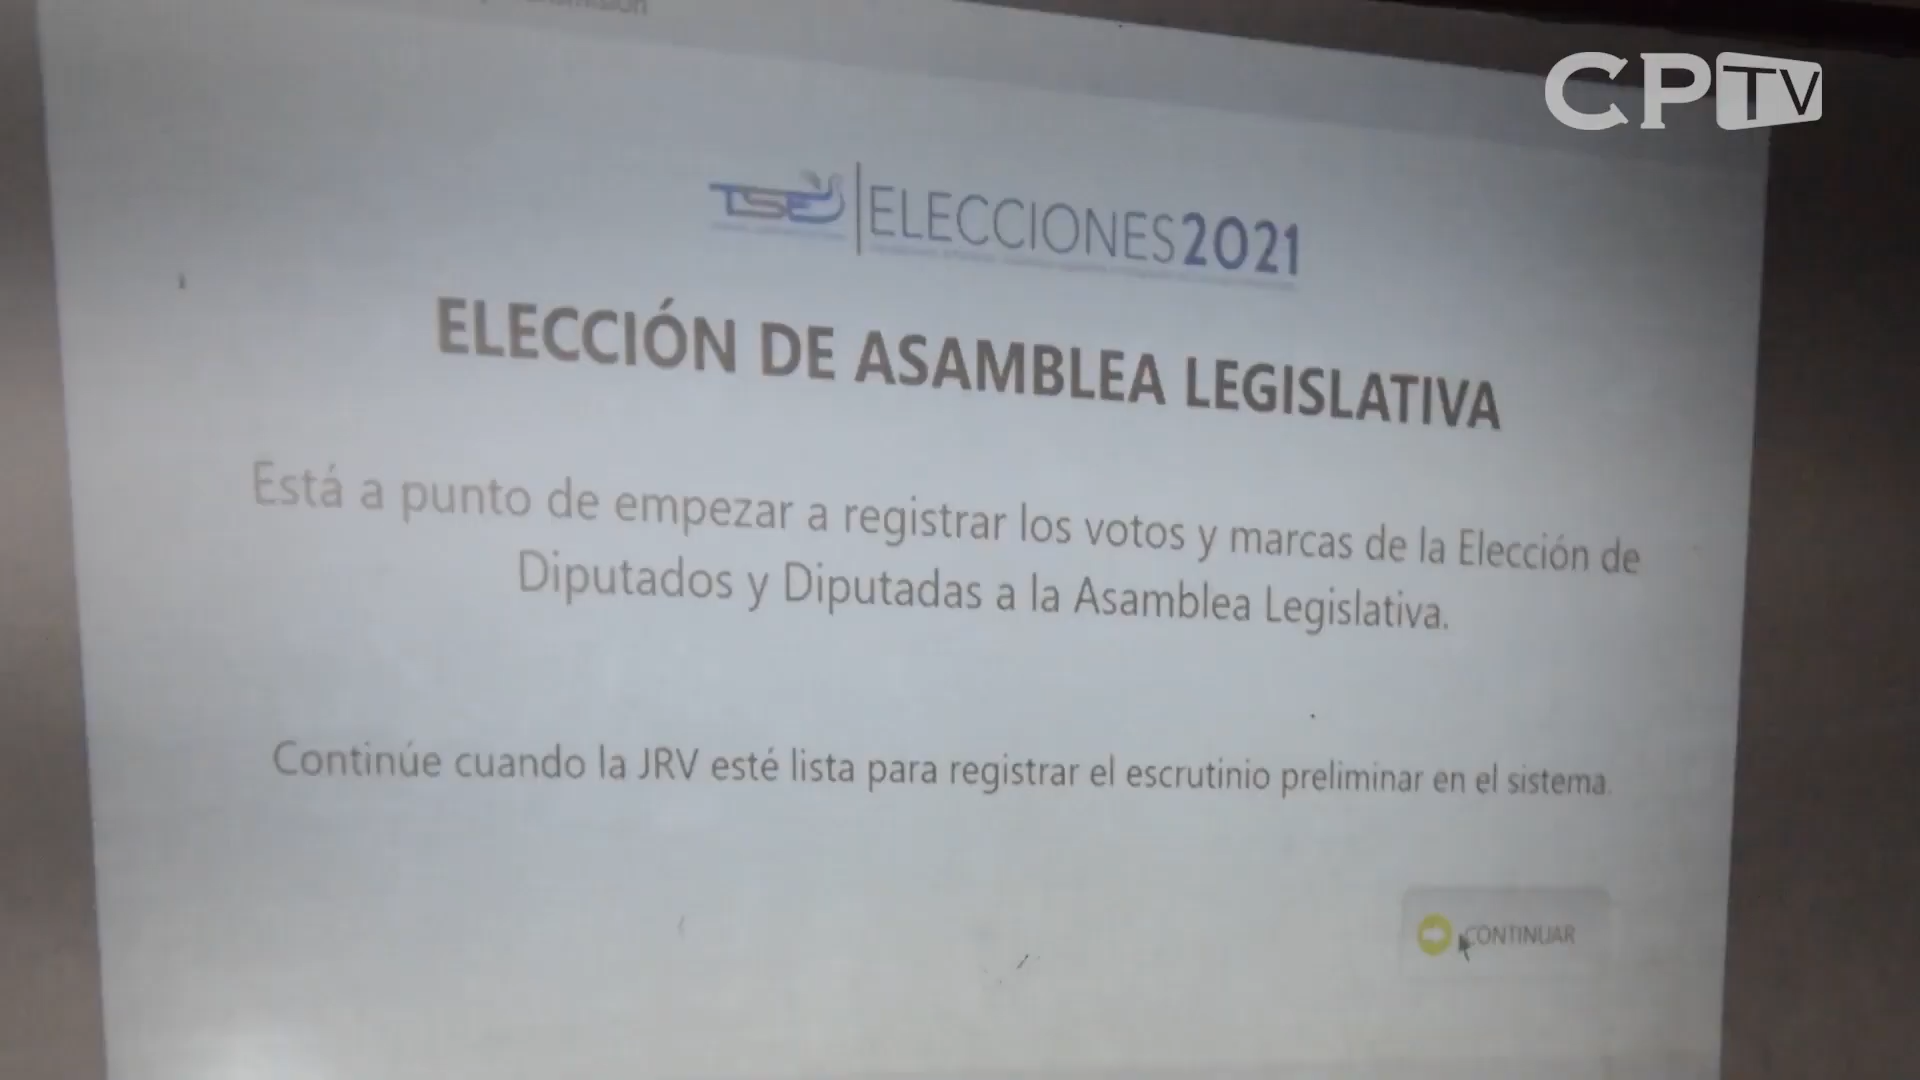 CPTV
TSE ELECCIONES2021
ELECCIÓN DE ASAMBLEA LEGISLATIVA
Está a punto de empezar a registrar los votos y marcas de la Elección de
Diputados y Diputadas a la Asamblea Legislativa.
Continúe cuando la JRV esté lista para registrar el escrutinio preliminar en el sistema.
CONTINUAR